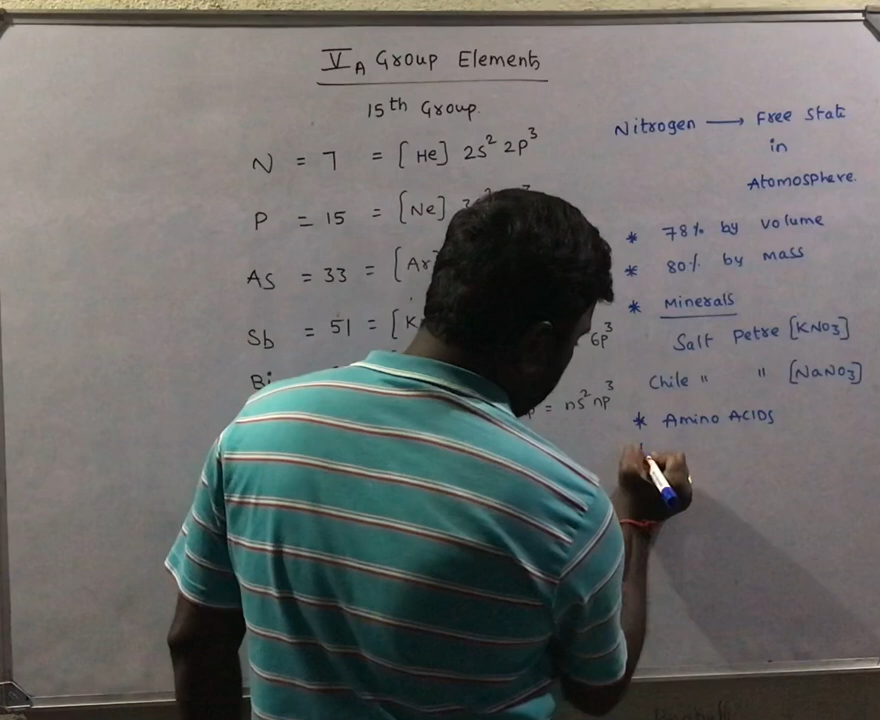 V A Group Elements
15th Group.
N = 7 = [He] 2s² 2p³
P = 15 = [Ne]
As = 33 = [Ar
Sb = 51 = [K
6p³
Bi
= ns² np³
Nitrogen → Free State
in
Atomosphere.
* 78% by volume
* 80% by mass
* Minerals
Salt Petre [KNO3]
Chile " " [NaNO3]
* Amino ACIDS